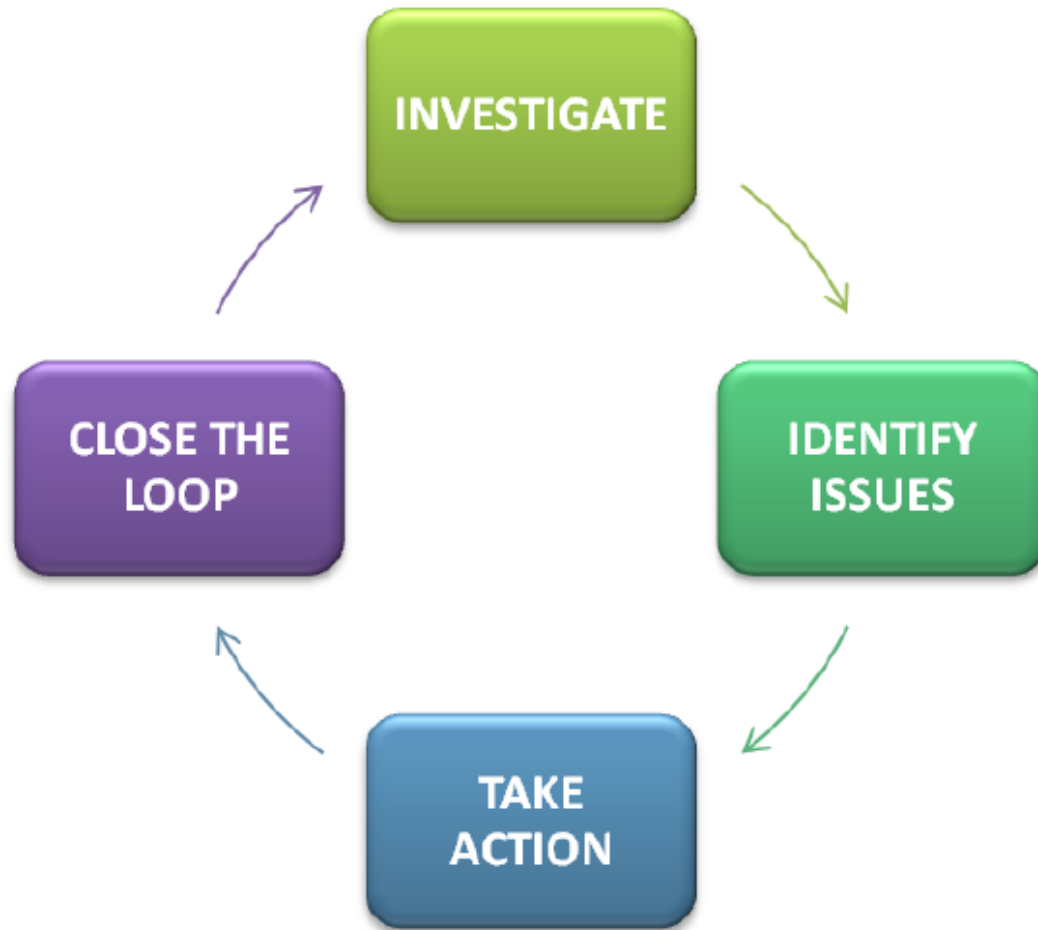 INVESTIGATE
IDENTIFY
ISSUES
TAKE
ACTION
CLOSE THE
LOOP